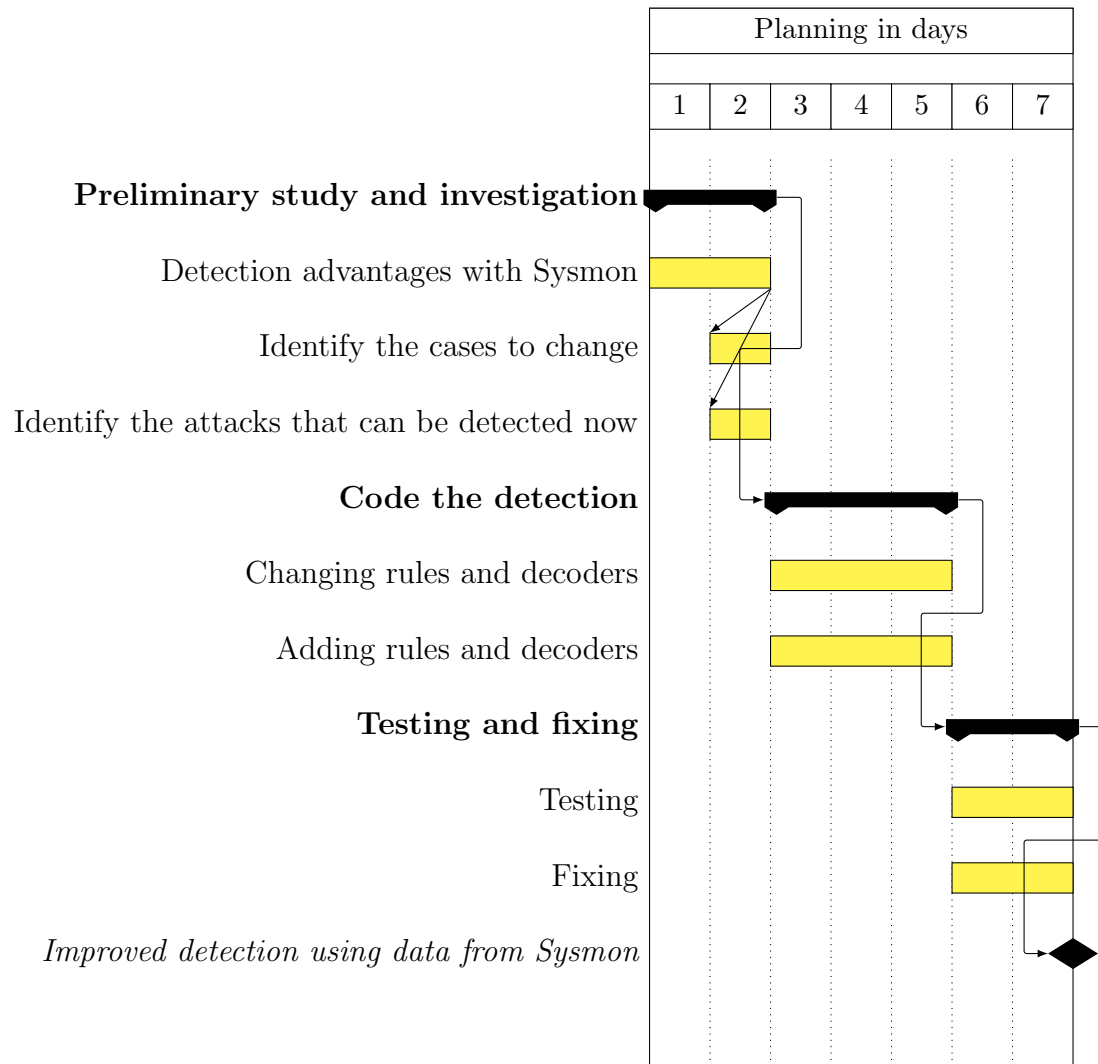 Planning in days
1 2 3 4 5 6 7
Preliminary study and investigation
Detection advantages with Sysmon
Identify the cases to change
Identify the attacks that can be detected now
Code the detection
Changing rules and decoders
Adding rules and decoders
Testing and fixing
Testing
Fixing
Improved detection using data from Sysmon